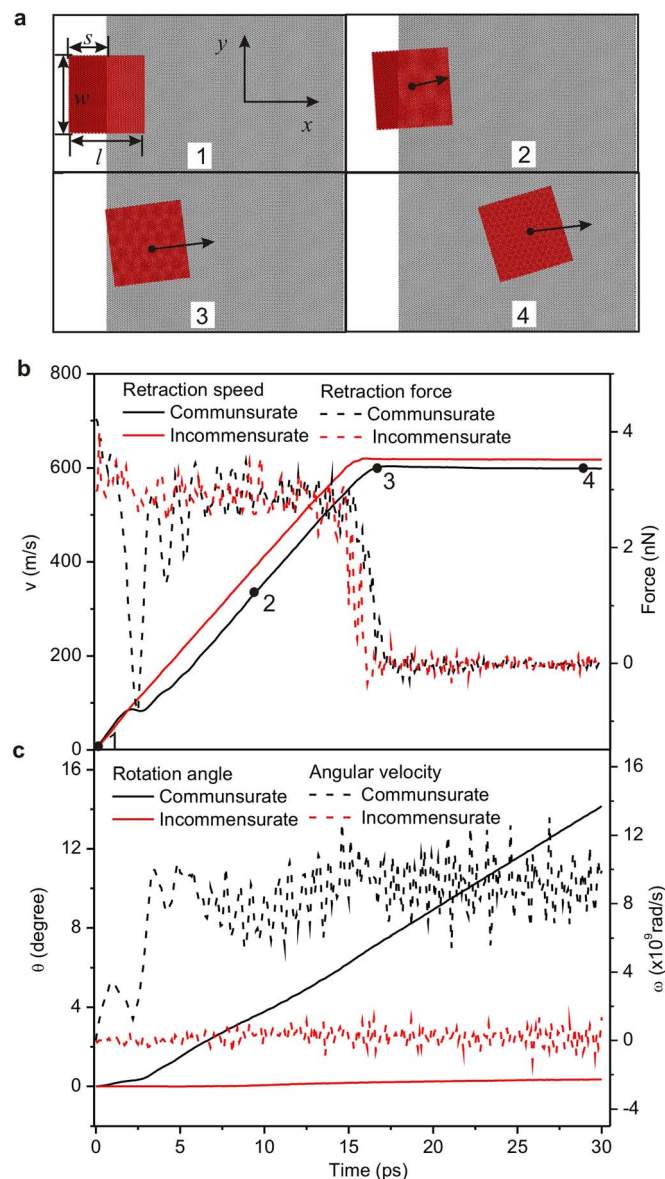 a
s
y
w
x
l
1
2
3
4
b
800
Retraction speed Retraction force
Communsurate Communsurate
Incommensurate Incommensurate
4
600
3 4
v (m/s)
400
2
2
Force (nN)
200
0
1
0
c
16 16
Rotation angle Angular velocity
Communsurate Communsurate
Incommensurate Incommensurate
12 12
θ (degree)
8 8
ω (x10⁹rad/s)
4 4
0 0
-4
0 5 10 15 20 25 30
Time (ps)